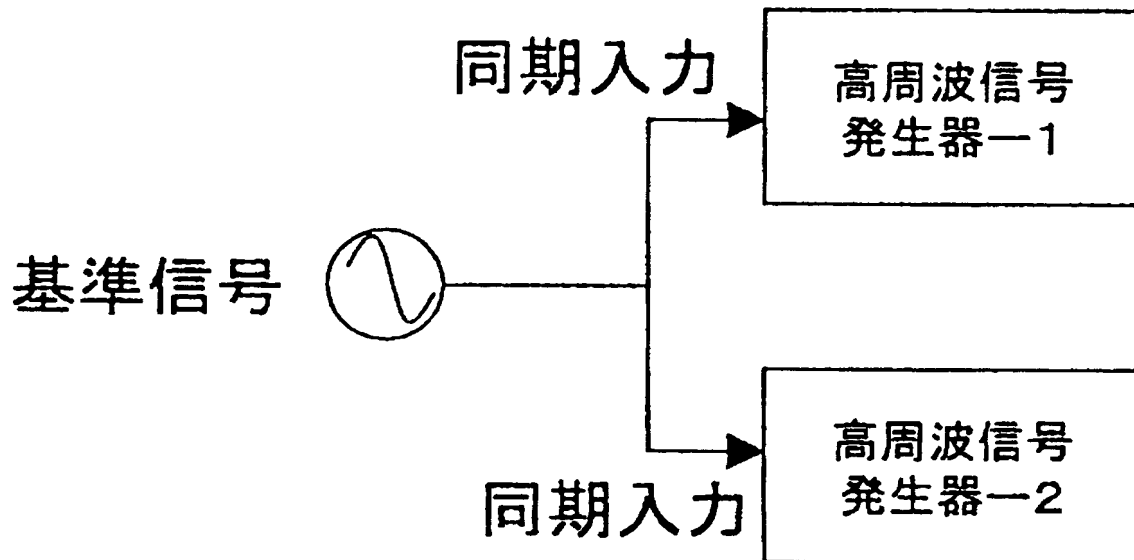 同期入力
高周波信号
発生器ー1
基準信号
高周波信号
発生器ー2
同期入力